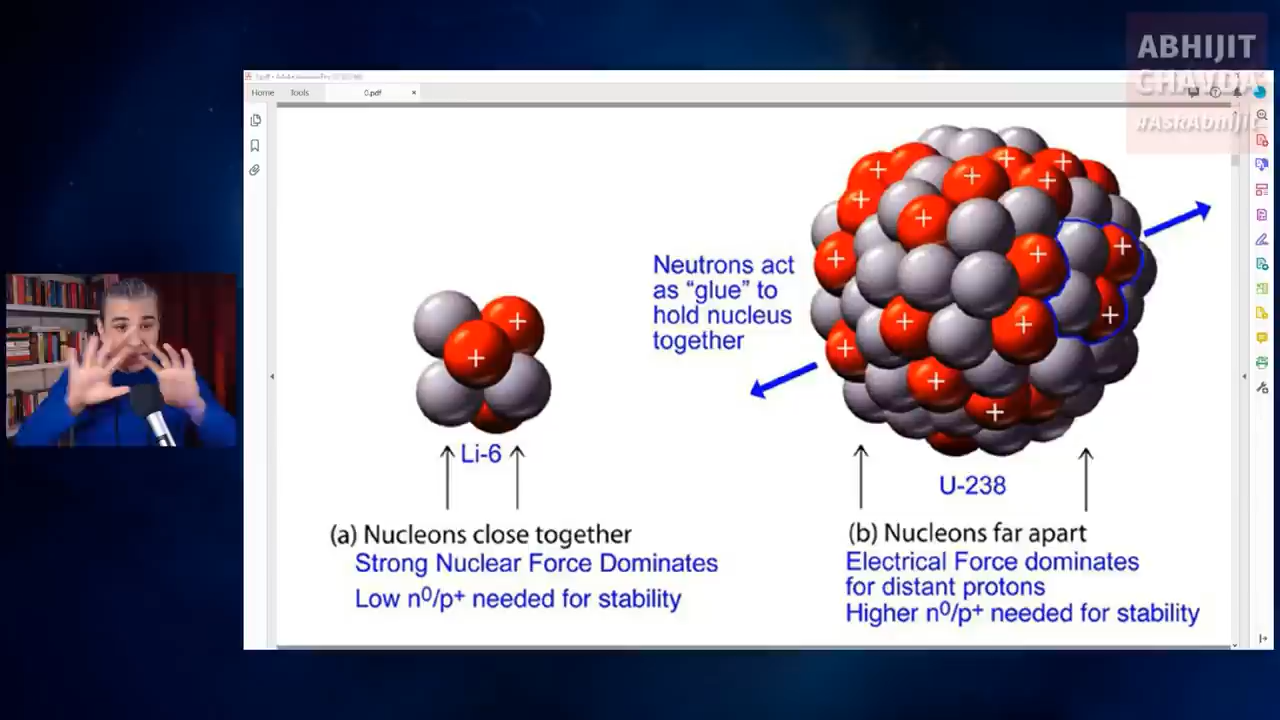 ABHIJIT
CHAVDA
#AskAbhijit
Home Tools 0.pdf ×
Neutrons act
as “glue” to
hold nucleus
together
Li-6
U-238
(a) Nucleons close together
Strong Nuclear Force Dominates
Low n⁰/p⁺ needed for stability
(b) Nucleons far apart
Electrical Force dominates
for distant protons
Higher n⁰/p⁺ needed for stability